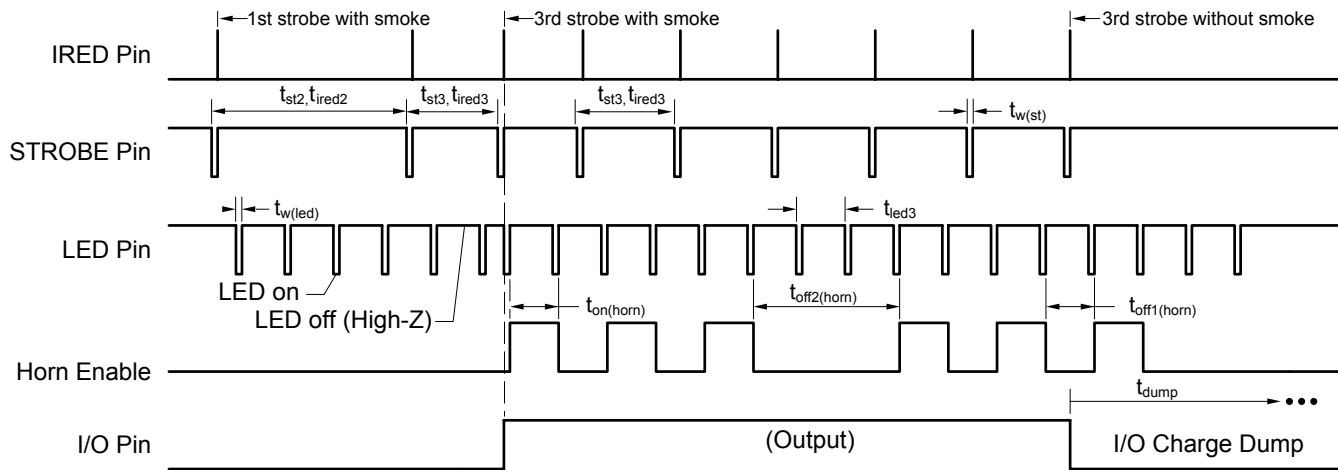 1st strobe with smoke
3rd strobe with smoke
3rd strobe without smoke
IRED Pin
tst2,tired2
tst3,tired3
tst3,tired3
tw(st)
STROBE Pin
tw(led)
tled3
LED Pin
LED on
LED off (High-Z)
ton(horn)
toff2(horn)
toff1(horn)
Horn Enable
tdump
I/O Pin
(Output)
I/O Charge Dump